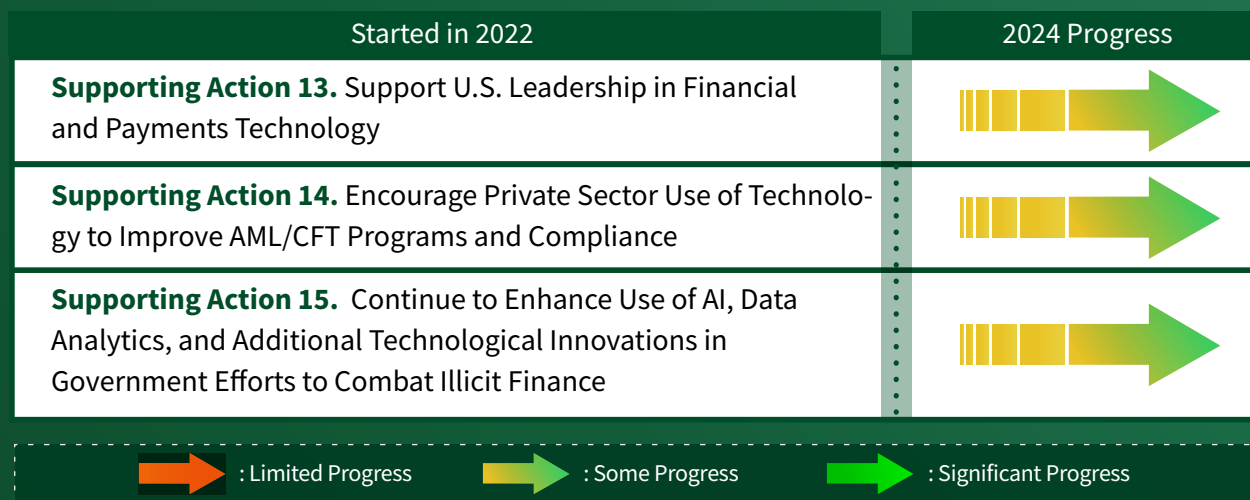 Started in 2022
2024 Progress
Supporting Action 13. Support U.S. Leadership in Financial
and Payments Technology
Supporting Action 14. Encourage Private Sector Use of Technolo-
gy to Improve AML/CFT Programs and Compliance
Supporting Action 15. Continue to Enhance Use of AI, Data
Analytics, and Additional Technological Innovations in
Government Efforts to Combat Illicit Finance
: Limited Progress
: Some Progress
: Significant Progress